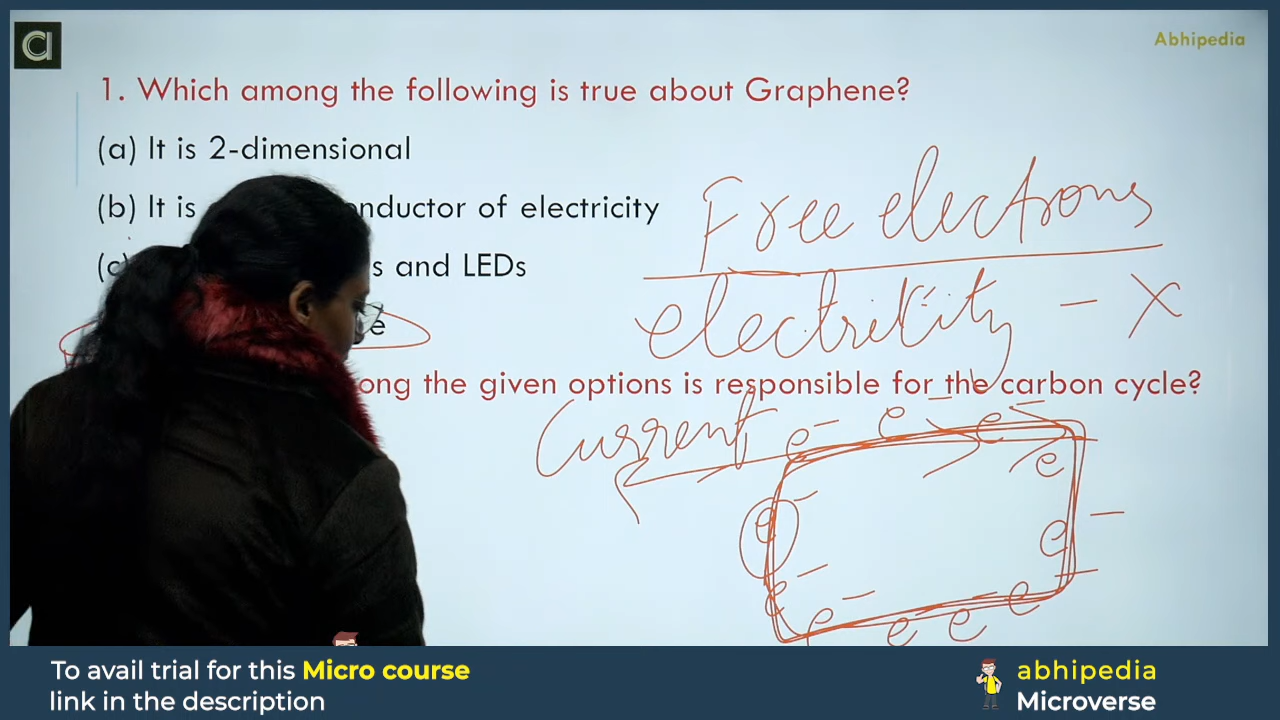 Abhipedia
1. Which among the following is true about Graphene?
(a) It is 2-dimensional
(b) It is conductor of electricity
(c) and LEDs
Free electrons
electricity - X
among the given options is responsible for the carbon cycle?
Current
e⁻ e⁻ e⁻
e
e⁻
e⁻
e⁻ e⁻ e e⁻ e
To avail trial for this Micro course
link in the description
abhipedia
Microverse